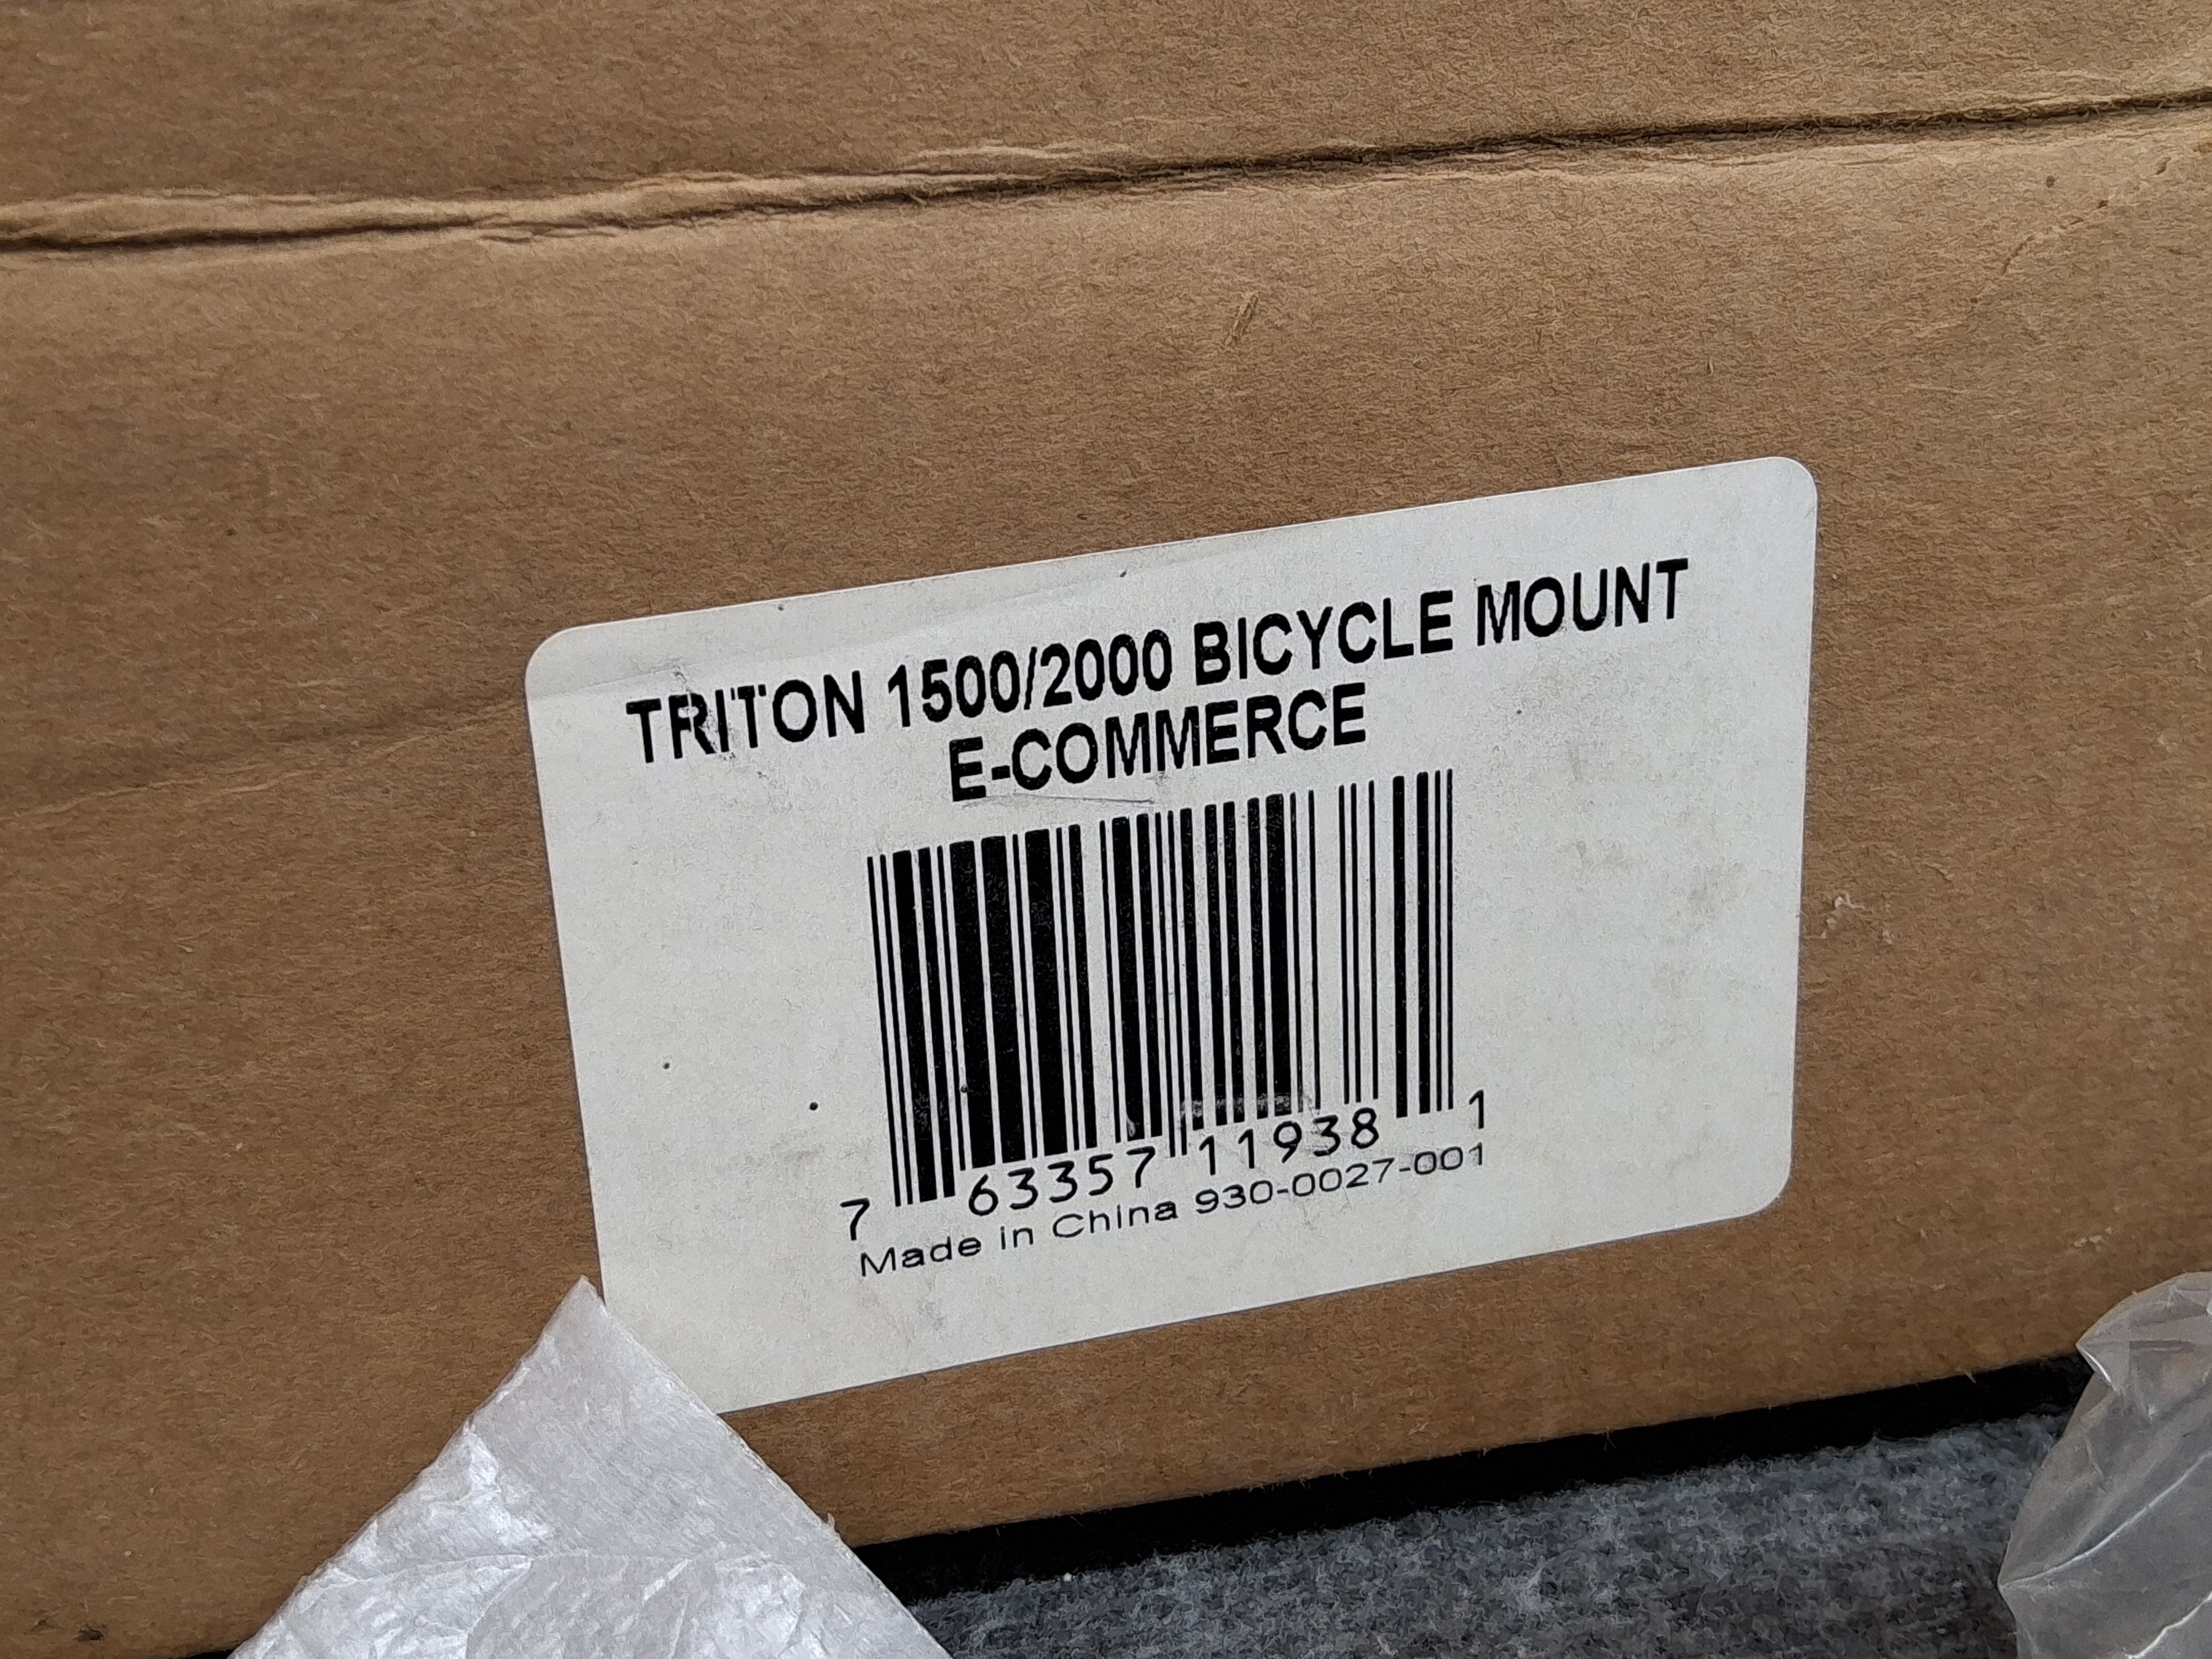 TRITON 1500/2000 BICYCLE MOUNT
E-COMMERCE
7 63357 11938 1
Made in China 930-0027-001